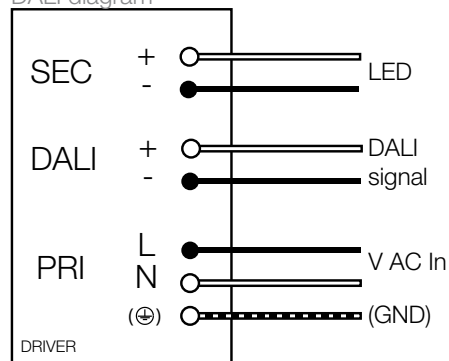 DALI diagram
SEC + LED
-
DALI + DALI
- signal
PRI L V AC In
N
(⏚) (GND)
DRIVER